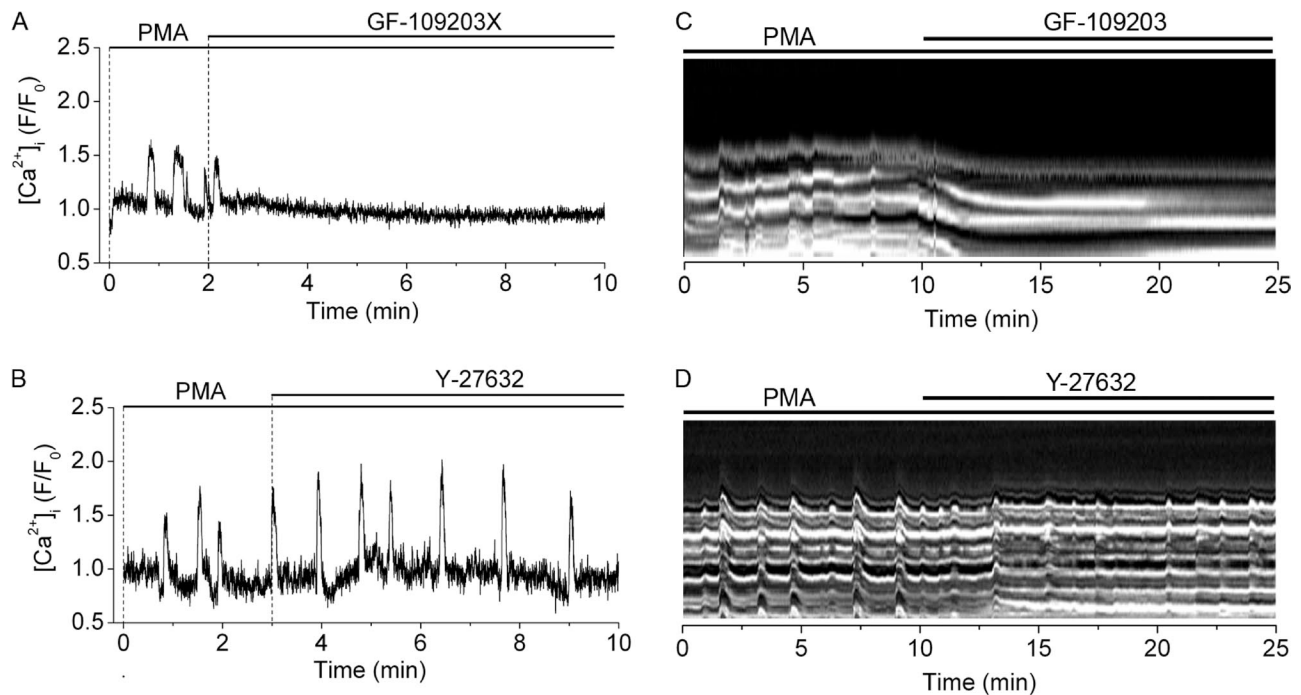 A
PMA
GF-109203X
2.5
2.0
1.5
1.0
0.5
[Ca2+]i (F/F0)
0 2 4 6 8 10
Time (min)
B
PMA
Y-27632
2.5
2.0
1.5
1.0
0.5
[Ca2+]i (F/F0)
0 2 4 6 8 10
Time (min)
C
PMA
GF-109203
0 5 10 15 20 25
Time (min)
D
PMA
Y-27632
0 5 10 15 20 25
Time (min)